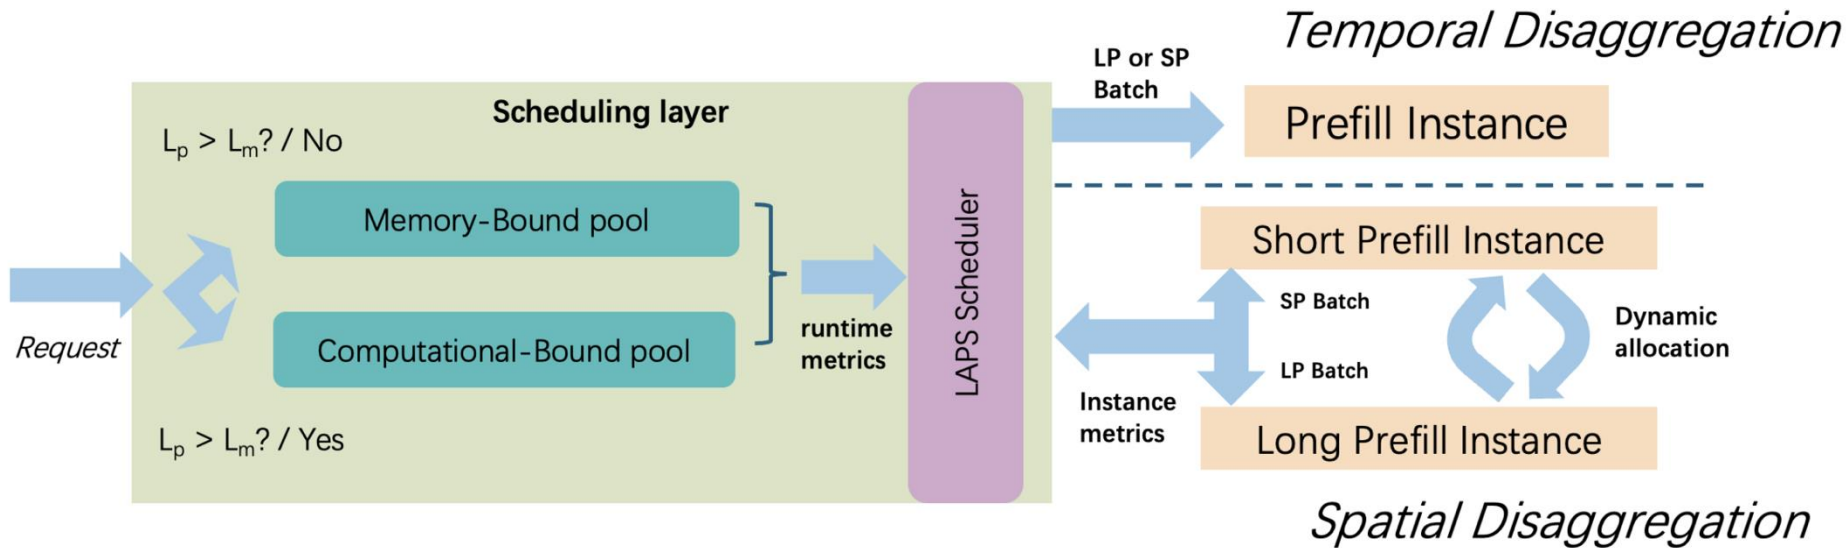 Temporal Disaggregation
LP or SP
Batch
Prefill Instance
Scheduling layer
Lp > Lm? / No
Memory-Bound pool
Request
Computational-Bound pool
Lp > Lm? / Yes
runtime
metrics
LAPS Scheduler
Short Prefill Instance
SP Batch
LP Batch
Dynamic
allocation
Instance
metrics
Long Prefill Instance
Spatial Disaggregation